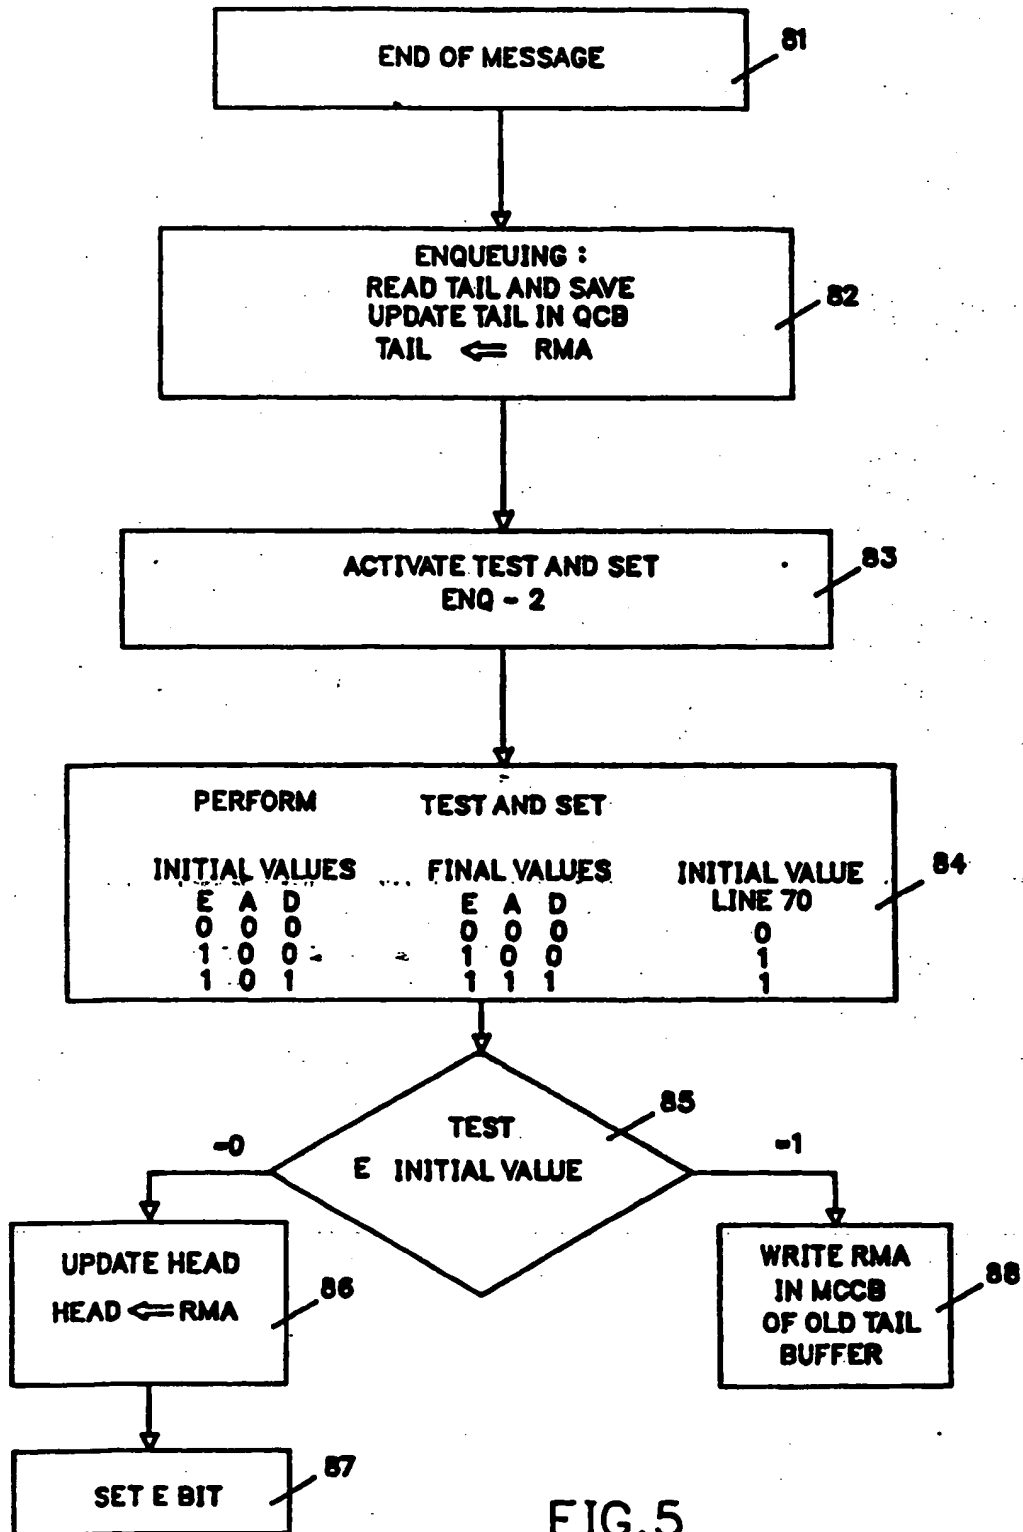 END OF MESSAGE
81
ENQUEUING :
READ TAIL AND SAVE
UPDATE TAIL IN QCB
TAIL ⇐ RMA
82
ACTIVATE TEST AND SET
ENQ - 2
83
PERFORM TEST AND SET
INITIAL VALUES FINAL VALUES INITIAL VALUE
LINE 70
E A D E A D
0 0 0 0 0 0 0
1 0 0 1 0 0 1
1 0 1 1 1 1 1
84
TEST
E INITIAL VALUE
85
=0
=1
UPDATE HEAD
HEAD ⇐ RMA
86
WRITE RMA
IN MCCB
OF OLD TAIL
BUFFER
88
SET E BIT
87
FIG.5